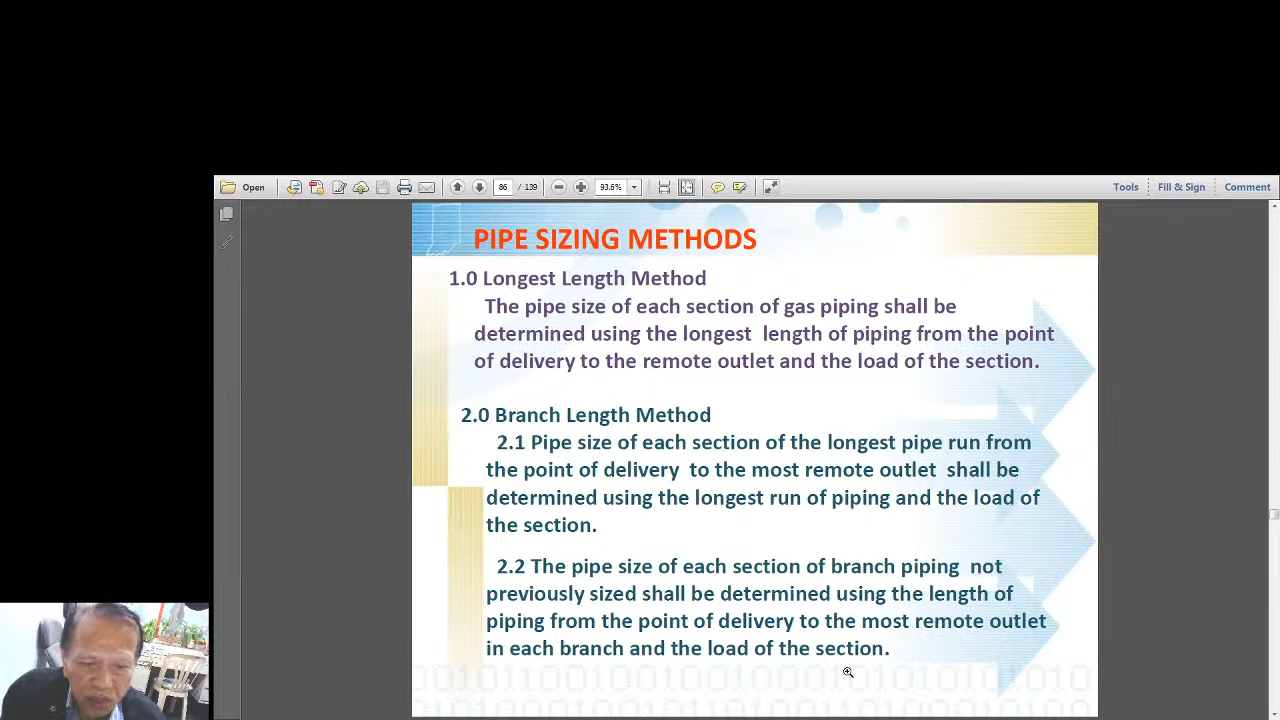 Open
86 / 139
93.6%
Tools
Fill & Sign
Comment
PIPE SIZING METHODS
1.0 Longest Length Method
The pipe size of each section of gas piping shall be
determined using the longest length of piping from the point
of delivery to the remote outlet and the load of the section.
2.0 Branch Length Method
2.1 Pipe size of each section of the longest pipe run from
the point of delivery to the most remote outlet shall be
determined using the longest run of piping and the load of
the section.
2.2 The pipe size of each section of branch piping not
previously sized shall be determined using the length of
piping from the point of delivery to the most remote outlet
in each branch and the load of the section.